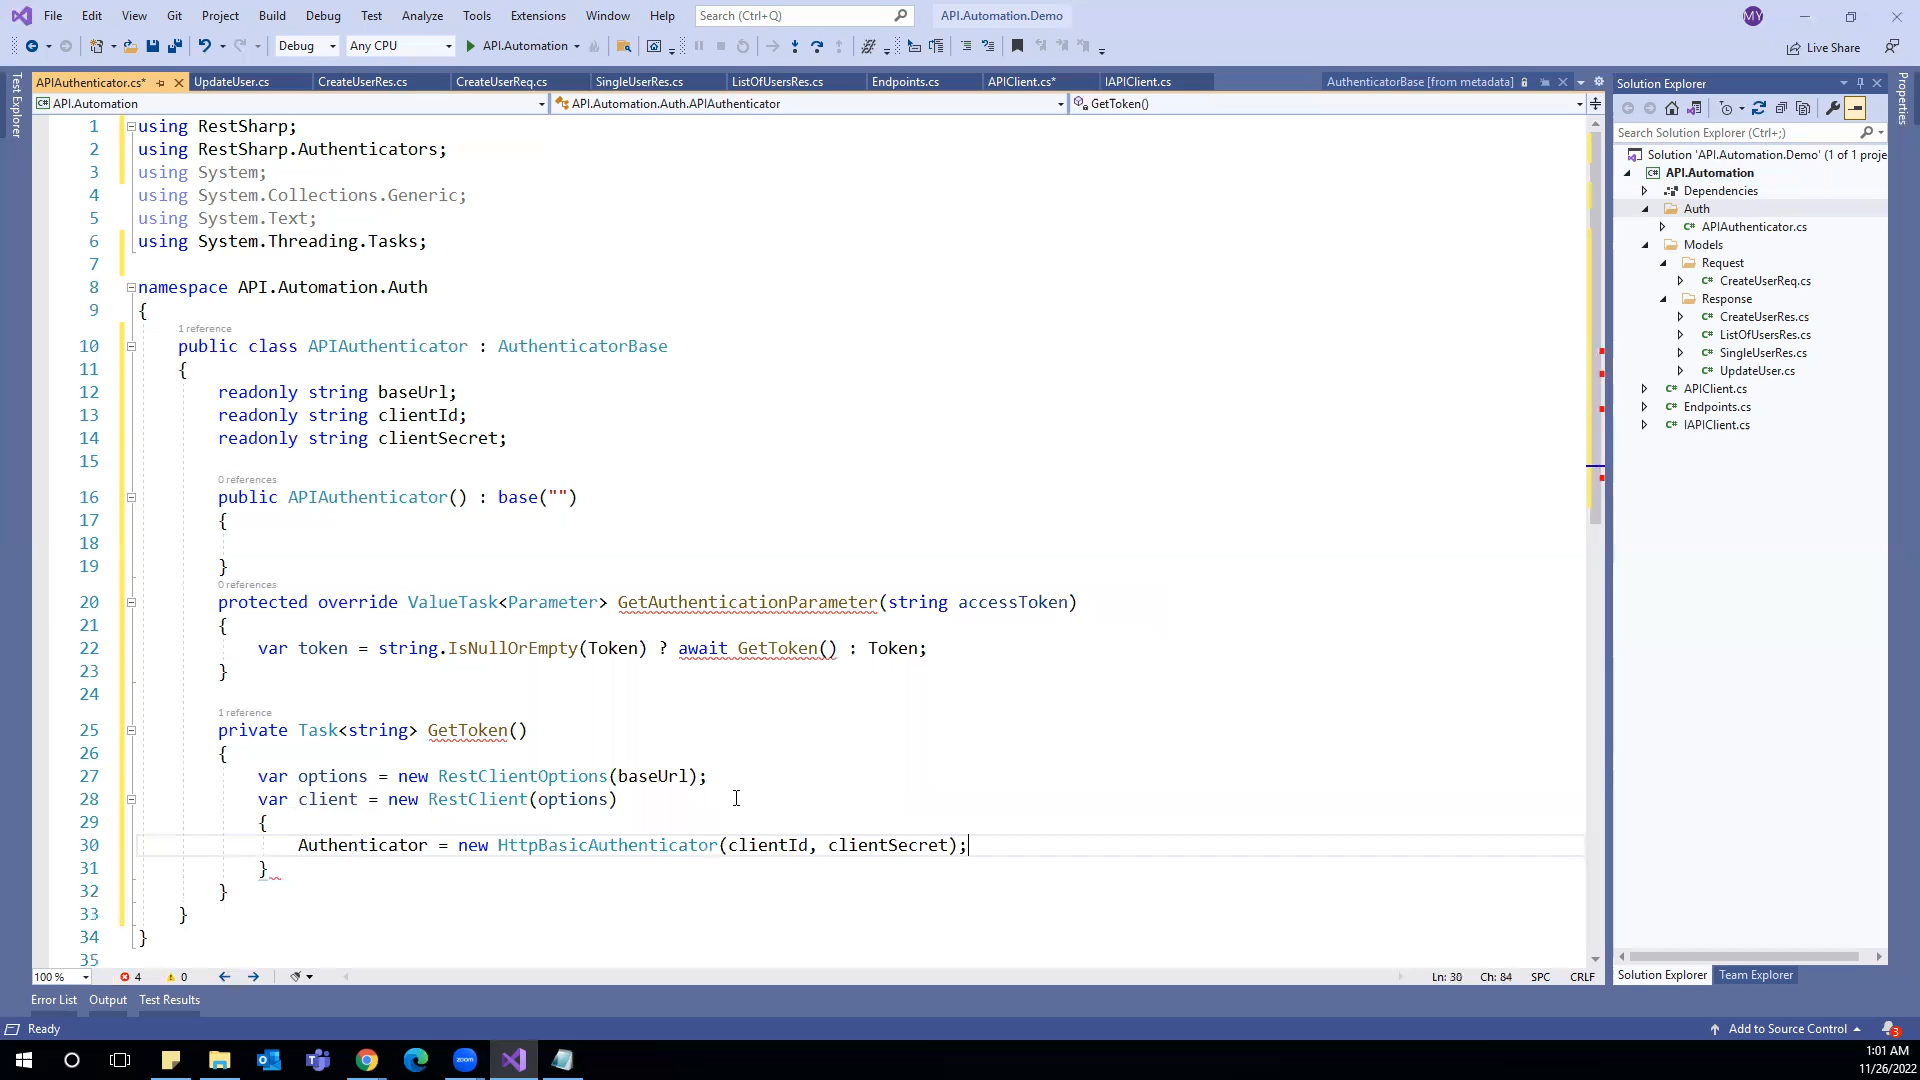 File Edit View Git Project Build Debug Test Analyze Tools Extensions Window Help Search (Ctrl+Q) API.Automation.Demo MY
Debug Any CPU API.Automation Live Share
Test Explorer
APIAuthenticator.cs* UpdateUser.cs CreateUserRes.cs CreateUserReq.cs SingleUserRes.cs ListOfUsersRes.cs Endpoints.cs APIClient.cs* IAPIClient.cs AuthenticatorBase [from metadata]
API.Automation API.Automation.Auth.APIAuthenticator GetToken()
1 using RestSharp;
2 using RestSharp.Authenticators;
3 using System;
4 using System.Collections.Generic;
5 using System.Text;
6 using System.Threading.Tasks;
7
8 namespace API.Automation.Auth
9 {
1 reference
10 public class APIAuthenticator : AuthenticatorBase
11 {
12 readonly string baseUrl;
13 readonly string clientId;
14 readonly string clientSecret;
15
0 references
16 public APIAuthenticator() : base("")
17 {
18
19 }
0 references
20 protected override ValueTask<Parameter> GetAuthenticationParameter(string accessToken)
21 {
22 var token = string.IsNullOrEmpty(Token) ? await GetToken() : Token;
23 }
24
1 reference
25 private Task<string> GetToken()
26 {
27 var options = new RestClientOptions(baseUrl);
28 var client = new RestClient(options)
29 {
30 Authenticator = new HttpBasicAuthenticator(clientId, clientSecret);
31 }
32 }
33 }
34 }
35
100 % 4 0 Ln: 30 Ch: 84 SPC CRLF
Error List Output Test Results
Ready
Solution Explorer
Search Solution Explorer (Ctrl+;)
Solution 'API.Automation.Demo' (1 of 1 proje
API.Automation
Dependencies
Auth
APIAuthenticator.cs
Models
Request
CreateUserReq.cs
Response
CreateUserRes.cs
ListOfUsersRes.cs
SingleUserRes.cs
UpdateUser.cs
APIClient.cs
Endpoints.cs
IAPIClient.cs
Solution Explorer Team Explorer
Properties
Add to Source Control 3
zoom
1:01 AM
11/26/2022